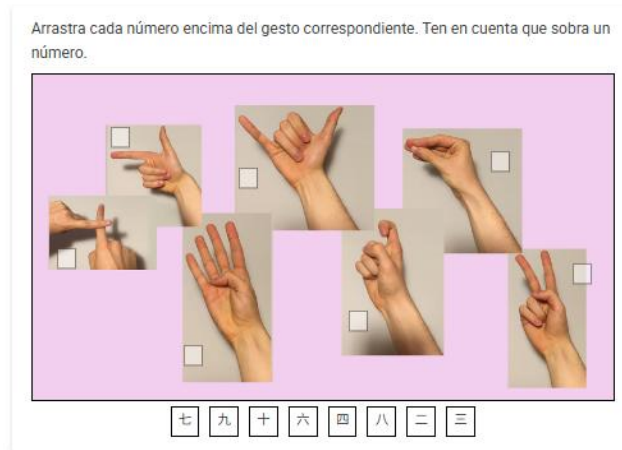 Arrastra cada número encima del gesto correspondiente. Ten en cuenta que sobra un
número.
七 九 十 六 四 八 二 三